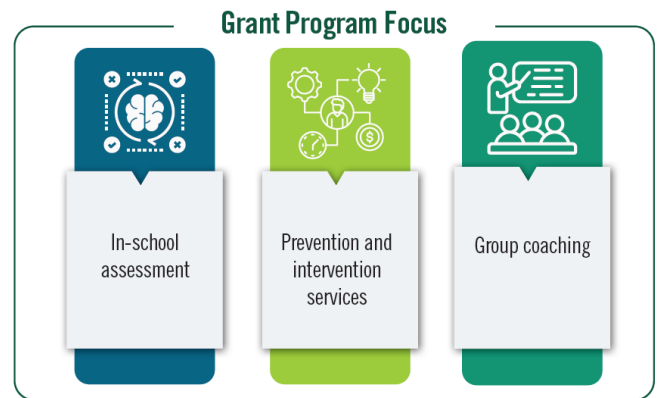 Grant Program Focus
In-school
assessment
Prevention and
intervention
services
Group coaching